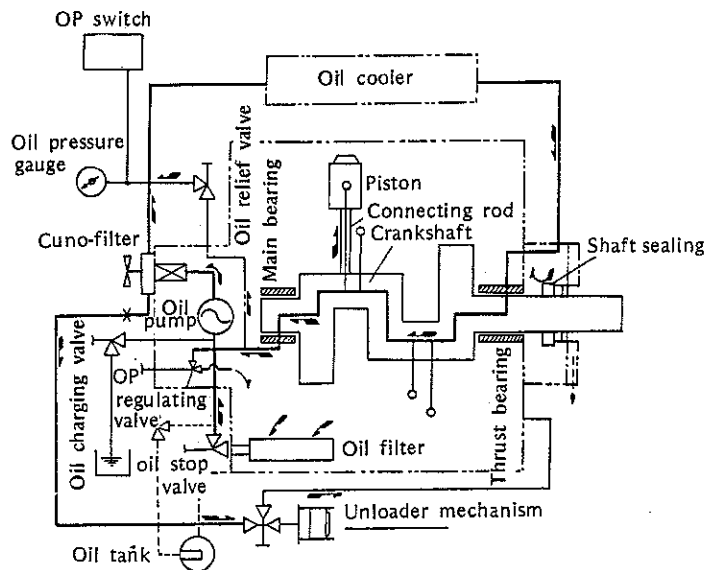 OP switch
Oil cooler
Oil pressure
gauge
Oil relief valve
Main bearing
Piston
Connecting rod
Crankshaft
Cuno-filter
Shaft sealing
Oil
pump
Oil charging valve
OP
regulating
valve
Thrust bearing
Oil filter
oil stop
valve
Unloader mechanism
Oil tank